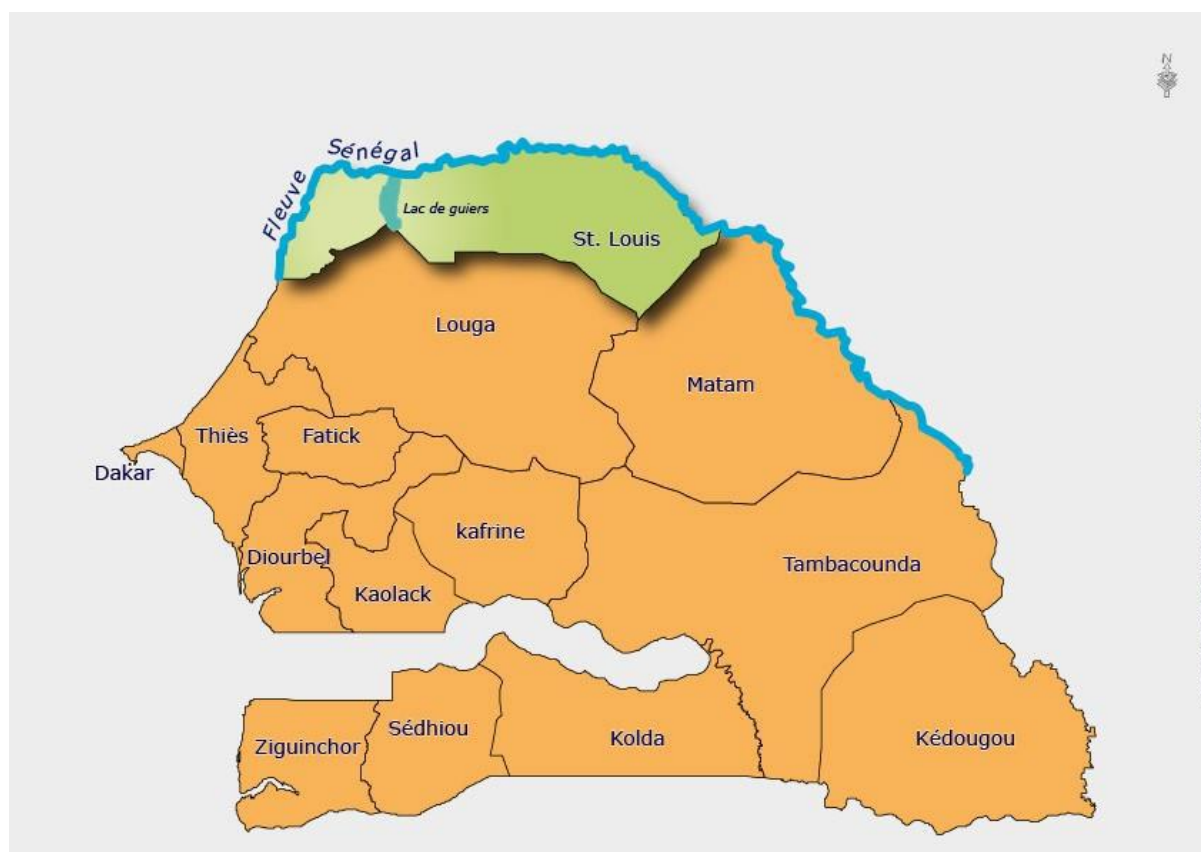 N
Fleuve Sénégal
Lac de guiers
St. Louis
Louga
Matam
Thiès
Fatick
Dakar
kafrine
Diourbel
Tambacounda
Kaolack
Sédhiou
Ziguinchor
Kolda
Kédougou